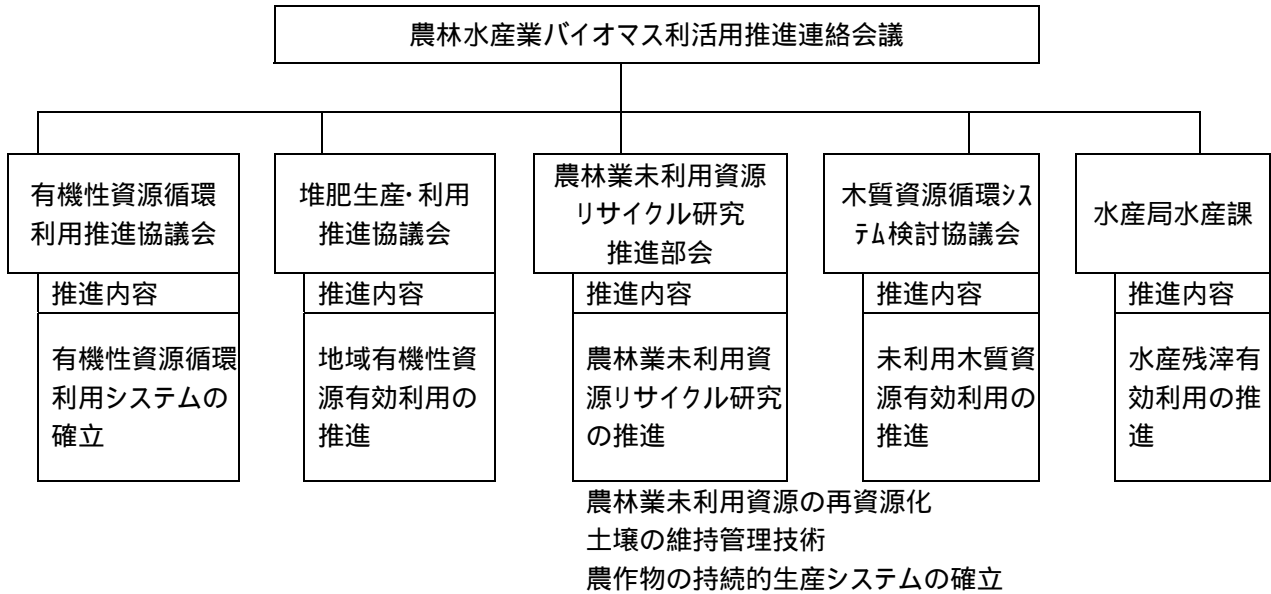 農林水産業バイオマス利活用推進連絡会議
有機性資源循環
利用推進協議会
推進内容
有機性資源循環
利用システムの
確立
堆肥生産・利用
推進協議会
推進内容
地域有機性資
源有効利用の
推進
農林業未利用資源
リサイクル研究
推進部会
推進内容
農林業未利用資
源リサイクル研究
の推進
農林業未利用資源の再資源化
土壌の維持管理技術
農作物の持続的生産システムの確立
木質資源循環ｼｽ
ﾃﾑ検討協議会
推進内容
未利用木質資
源有効利用の
推進
水産局水産課
推進内容
水産残滓有
効利用の推
進